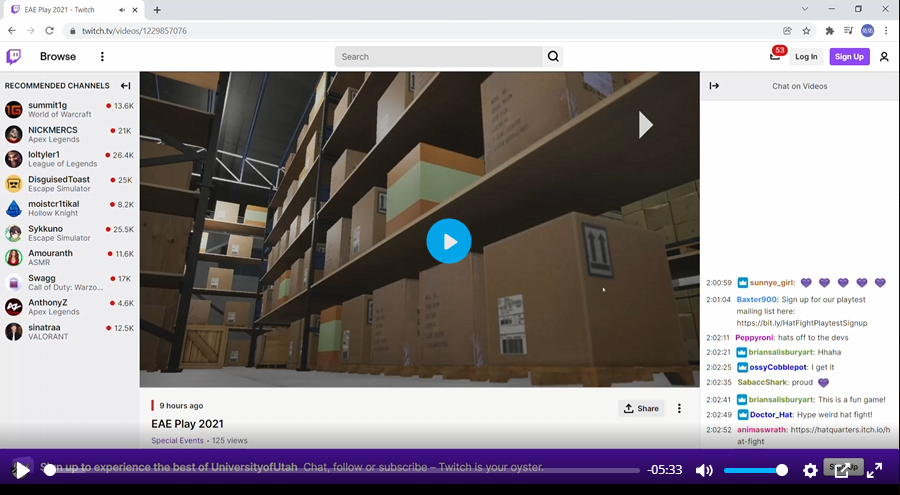 EAE Play 2021 - Twitch
twitch.tv/videos/1229857076
Browse
Search
53
Log In
Sign Up
RECOMMENDED CHANNELS
Chat on Videos
summit1g
13.6K
World of Warcraft
NICKMERCS
21K
Apex Legends
loltyler1
26.4K
League of Legends
DisguisedToast
25K
Escape Simulator
moistcr1tikal
8.2K
Hollow Knight
Sykkuno
25.5K
Escape Simulator
Amouranth
11.6K
ASMR
Swagg
17K
Call of Duty: Warzo...
AnthonyZ
4.6K
Apex Legends
sinatraa
12.5K
VALORANT
9 hours ago
Share
EAE Play 2021
Special Events • 125 views
2:00:59 sunnye_girl:
2:01:04 Baxter900: Sign up for our playtest
mailing list here:
https://bit.ly/HatFightPlaytestSignup
2:02:11 Peppyroni: hats off to the devs
2:02:21 briansalisburyart: Hhaha
2:02:25 ossyCobblepot: I get it
2:02:35 SabaccShark: proud
2:02:41 briansalisburyart: This is a fun game!
2:02:49 Doctor_Hat: Hype weird hat fight!
2:02:52 animaswrath: https://hatquarters.itch.io/h
at-fight
Sign up to experience the best of UniversityofUtah Chat, follow or subscribe – Twitch is your oyster.
-05:33